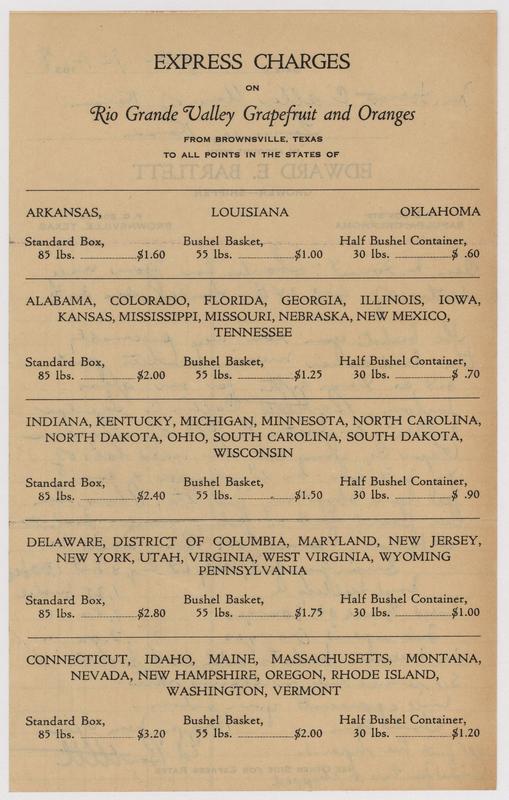 EXPRESS CHARGES
ON
Rio Grande Valley Grapefruit and Oranges
FROM BROWNSVILLE, TEXAS
TO ALL POINTS IN THE STATES OF
ARKANSAS, LOUISIANA OKLAHOMA
Standard Box, Bushel Basket, Half Bushel Container,
85 lbs. $1.60 55 lbs. $1.00 30 lbs. $ .60
ALABAMA, COLORADO, FLORIDA, GEORGIA, ILLINOIS, IOWA,
KANSAS, MISSISSIPPI, MISSOURI, NEBRASKA, NEW MEXICO,
TENNESSEE
Standard Box, Bushel Basket, Half Bushel Container,
85 lbs. $2.00 55 lbs. $1.25 30 lbs. $ .70
INDIANA, KENTUCKY, MICHIGAN, MINNESOTA, NORTH CAROLINA,
NORTH DAKOTA, OHIO, SOUTH CAROLINA, SOUTH DAKOTA,
WISCONSIN
Standard Box, Bushel Basket, Half Bushel Container,
85 lbs. $2.40 55 lbs. $1.50 30 lbs. $ .90
DELAWARE, DISTRICT OF COLUMBIA, MARYLAND, NEW JERSEY,
NEW YORK, UTAH, VIRGINIA, WEST VIRGINIA, WYOMING
PENNSYLVANIA
Standard Box, Bushel Basket, Half Bushel Container,
85 lbs. $2.80 55 lbs. $1.75 30 lbs. $1.00
CONNECTICUT, IDAHO, MAINE, MASSACHUSETTS, MONTANA,
NEVADA, NEW HAMPSHIRE, OREGON, RHODE ISLAND,
WASHINGTON, VERMONT
Standard Box, Bushel Basket, Half Bushel Container,
85 lbs. $3.20 55 lbs. $2.00 30 lbs. $1.20